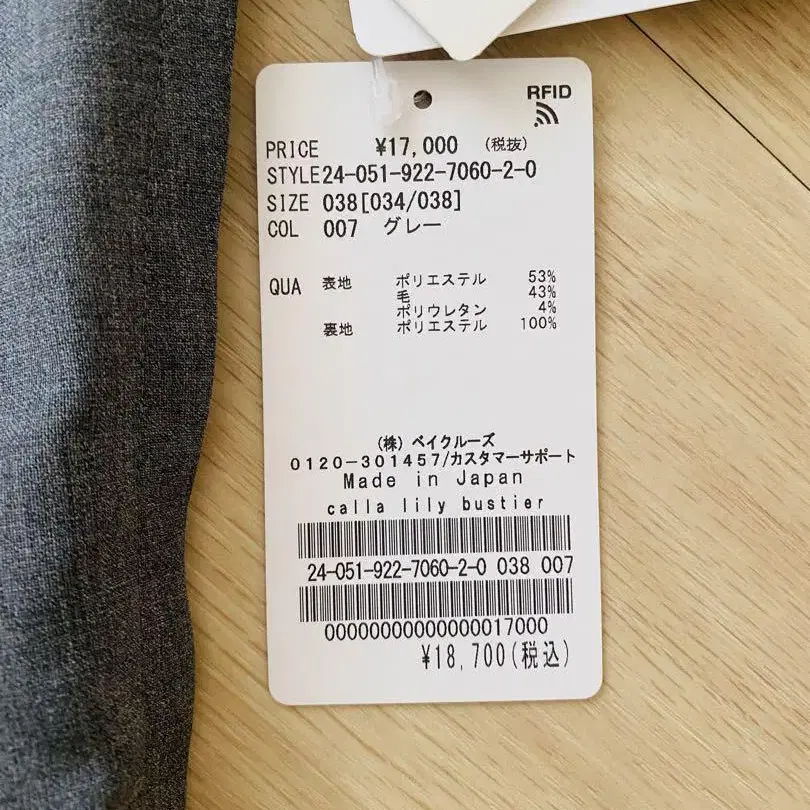 RFID
PRICE ¥17,000 (税抜)
STYLE24-051-922-7060-2-0
SIZE 038[034/038]
COL 007 グレー
QUA 表地 ポリエステル 53%
毛 43%
ポリウレタン 4%
裏地 ポリエステル 100%
(株) ベイクルーズ
0120-301457/カスタマーサポート
Made in Japan
calla lily bustier
24-051-922-7060-2-0 038 007
00000000000000017000
¥18,700(税込)